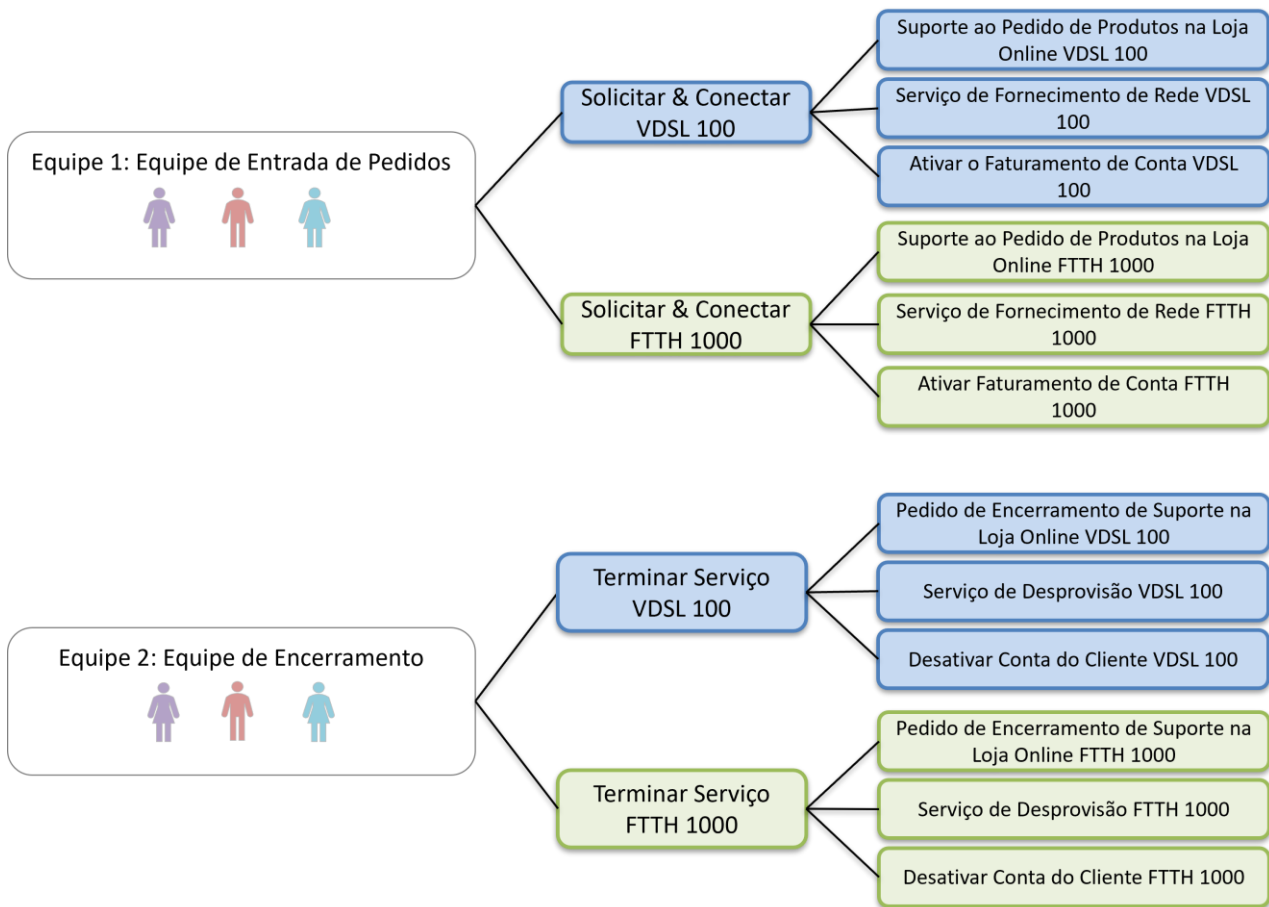 Equipe 1: Equipe de Entrada de Pedidos
Solicitar & Conectar
VDSL 100
Suporte ao Pedido de Produtos na Loja
Online VDSL 100
Serviço de Fornecimento de Rede VDSL
100
Ativar o Faturamento de Conta VDSL
100
Solicitar & Conectar
FTTH 1000
Suporte ao Pedido de Produtos na Loja
Online FTTH 1000
Serviço de Fornecimento de Rede FTTH
1000
Ativar Faturamento de Conta FTTH
1000
Equipe 2: Equipe de Encerramento
Terminar Serviço
VDSL 100
Pedido de Encerramento de Suporte na
Loja Online VDSL 100
Serviço de Desprovisão VDSL 100
Desativar Conta do Cliente VDSL 100
Terminar Serviço
FTTH 1000
Pedido de Encerramento de Suporte na
Loja Online FTTH 1000
Serviço de Desprovisão FTTH 1000
Desativar Conta do Cliente FTTH 1000